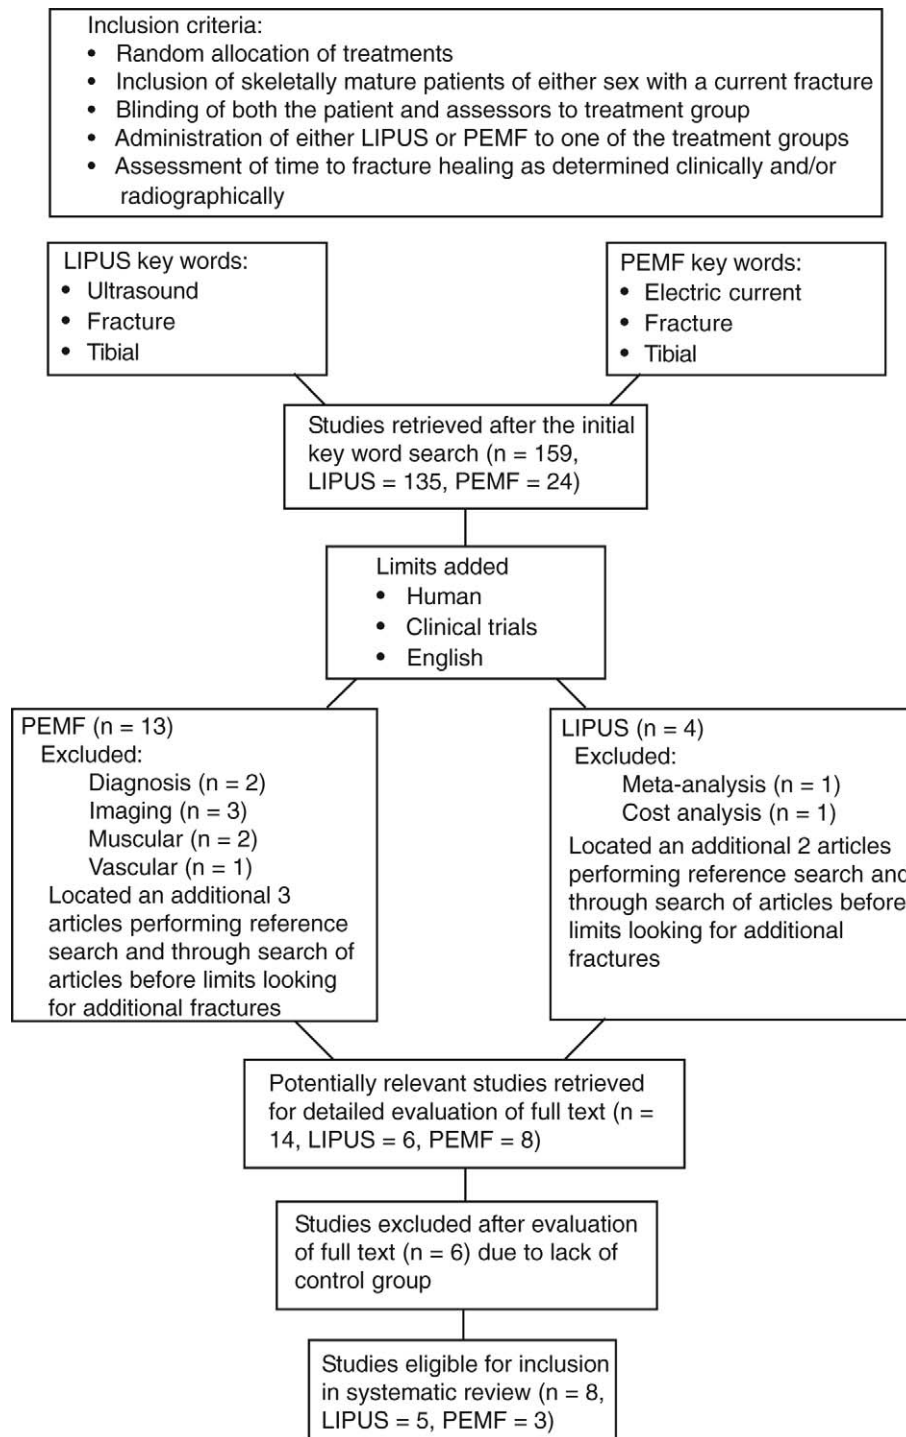 Inclusion criteria:
• Random allocation of treatments
• Inclusion of skeletally mature patients of either sex with a current fracture
• Blinding of both the patient and assessors to treatment group
• Administration of either LIPUS or PEMF to one of the treatment groups
• Assessment of time to fracture healing as determined clinically and/or
radiographically
LIPUS key words:
• Ultrasound
• Fracture
• Tibial
PEMF key words:
• Electric current
• Fracture
• Tibial
Studies retrieved after the initial
key word search (n = 159,
LIPUS = 135, PEMF = 24)
Limits added
• Human
• Clinical trials
• English
PEMF (n = 13)
Excluded:
Diagnosis (n = 2)
Imaging (n = 3)
Muscular (n = 2)
Vascular (n = 1)
Located an additional 3
articles performing reference
search and through search of
articles before limits looking
for additional fractures
LIPUS (n = 4)
Excluded:
Meta-analysis (n = 1)
Cost analysis (n = 1)
Located an additional 2 articles
performing reference search and
through search of articles before
limits looking for additional
fractures
Potentially relevant studies retrieved
for detailed evaluation of full text (n =
14, LIPUS = 6, PEMF = 8)
Studies excluded after evaluation
of full text (n = 6) due to lack of
control group
Studies eligible for inclusion
in systematic review (n = 8,
LIPUS = 5, PEMF = 3)